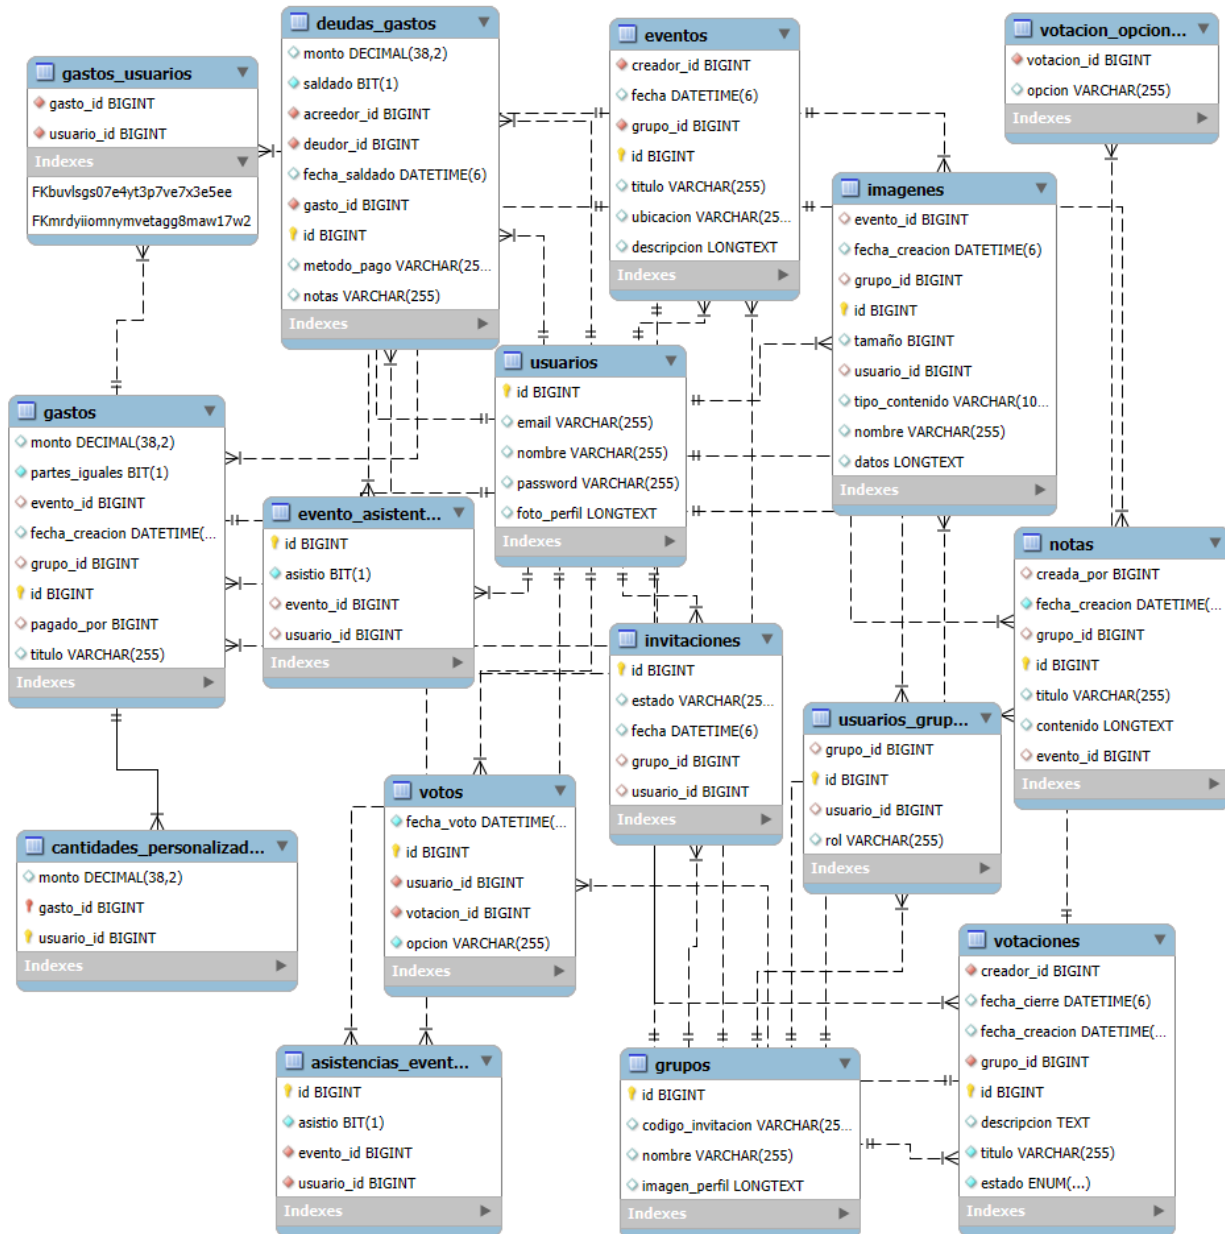 deudas_gastos
monto DECIMAL(38,2)
saldado BIT(1)
acreedor_id BIGINT
deudor_id BIGINT
fecha_saldado DATETIME(6)
gasto_id BIGINT
id BIGINT
metodo_pago VARCHAR(25...
notas VARCHAR(255)
Indexes
eventos
creador_id BIGINT
fecha DATETIME(6)
grupo_id BIGINT
id BIGINT
titulo VARCHAR(255)
ubicacion VARCHAR(25...
descripcion LONGTEXT
Indexes
votacion_opcion...
votacion_id BIGINT
opcion VARCHAR(255)
Indexes
gastos_usuarios
gasto_id BIGINT
usuario_id BIGINT
Indexes
FKbuvlsgs07e4yt3p7ve7x3e5ee
FKmrdyiiomnymvetagg8maw17w2
imagenes
evento_id BIGINT
fecha_creacion DATETIME(6)
grupo_id BIGINT
id BIGINT
tamaño BIGINT
usuario_id BIGINT
tipo_contenido VARCHAR(10...
nombre VARCHAR(255)
datos LONGTEXT
Indexes
usuarios
id BIGINT
email VARCHAR(255)
nombre VARCHAR(255)
password VARCHAR(255)
foto_perfil LONGTEXT
Indexes
gastos
monto DECIMAL(38,2)
partes_iguales BIT(1)
evento_id BIGINT
fecha_creacion DATETIME(...
grupo_id BIGINT
id BIGINT
pagado_por BIGINT
titulo VARCHAR(255)
Indexes
evento_asistent...
id BIGINT
asistio BIT(1)
evento_id BIGINT
usuario_id BIGINT
Indexes
notas
creada_por BIGINT
fecha_creacion DATETIME(...
grupo_id BIGINT
id BIGINT
titulo VARCHAR(255)
contenido LONGTEXT
evento_id BIGINT
Indexes
invitaciones
id BIGINT
estado VARCHAR(25...
fecha DATETIME(6)
grupo_id BIGINT
usuario_id BIGINT
Indexes
usuarios_grup...
grupo_id BIGINT
id BIGINT
usuario_id BIGINT
rol VARCHAR(255)
Indexes
votos
fecha_voto DATETIME(...
id BIGINT
usuario_id BIGINT
votacion_id BIGINT
opcion VARCHAR(255)
Indexes
cantidades_personalizad...
monto DECIMAL(38,2)
gasto_id BIGINT
usuario_id BIGINT
Indexes
votaciones
creador_id BIGINT
fecha_cierre DATETIME(6)
fecha_creacion DATETIME(...
grupo_id BIGINT
id BIGINT
descripcion TEXT
titulo VARCHAR(255)
estado ENUM(...)
Indexes
asistencias_event...
id BIGINT
asistio BIT(1)
evento_id BIGINT
usuario_id BIGINT
Indexes
grupos
id BIGINT
codigo_invitacion VARCHAR(25...
nombre VARCHAR(255)
imagen_perfil LONGTEXT
Indexes